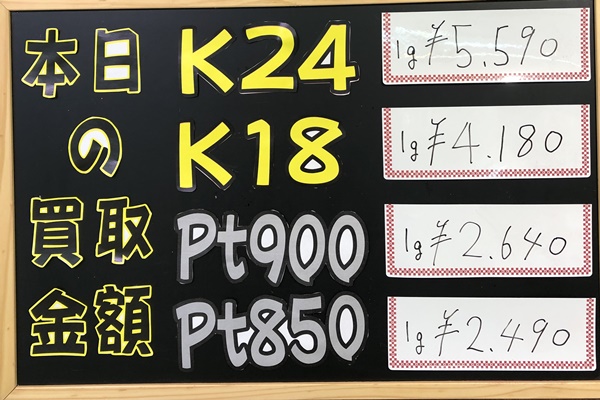 本日 K24 1g ¥5.590
の K18 1g ¥4.180
買取 Pt900 1g ¥2.640
金額 Pt850 1g ¥2.490